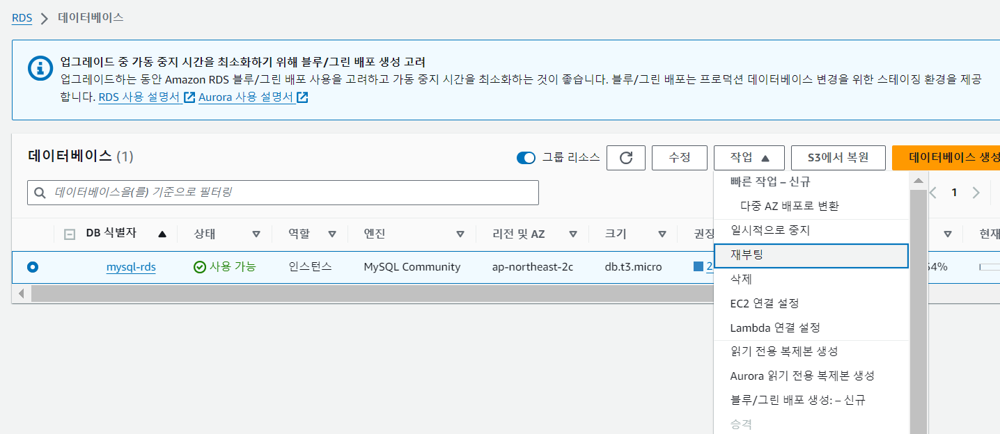 RDS > 데이터베이스
업그레이드 중 가동 중지 시간을 최소화하기 위해 블루/그린 배포 생성 고려
업그레이드하는 동안 Amazon RDS 블루/그린 배포 사용을 고려하고 가동 중지 시간을 최소화하는 것이 좋습니다. 블루/그린 배포는 프로덕션 데이터베이스 변경을 위한 스테이징 환경을 제공
합니다. RDS 사용 설명서 Aurora 사용 설명서
데이터베이스 (1)
그룹 리소스
수정
작업
S3에서 복원
데이터베이스 생성
데이터베이스을(를) 기준으로 필터링
1
DB 식별자 상태 역할 엔진 리전 및 AZ 크기 권장 현재
mysql-rds 사용 가능 인스턴스 MySQL Community ap-northeast-2c db.t3.micro 2 54%
빠른 작업 – 신규
다중 AZ 배포로 변환
일시적으로 중지
재부팅
삭제
EC2 연결 설정
Lambda 연결 설정
읽기 전용 복제본 생성
Aurora 읽기 전용 복제본 생성
블루/그린 배포 생성: – 신규
승격